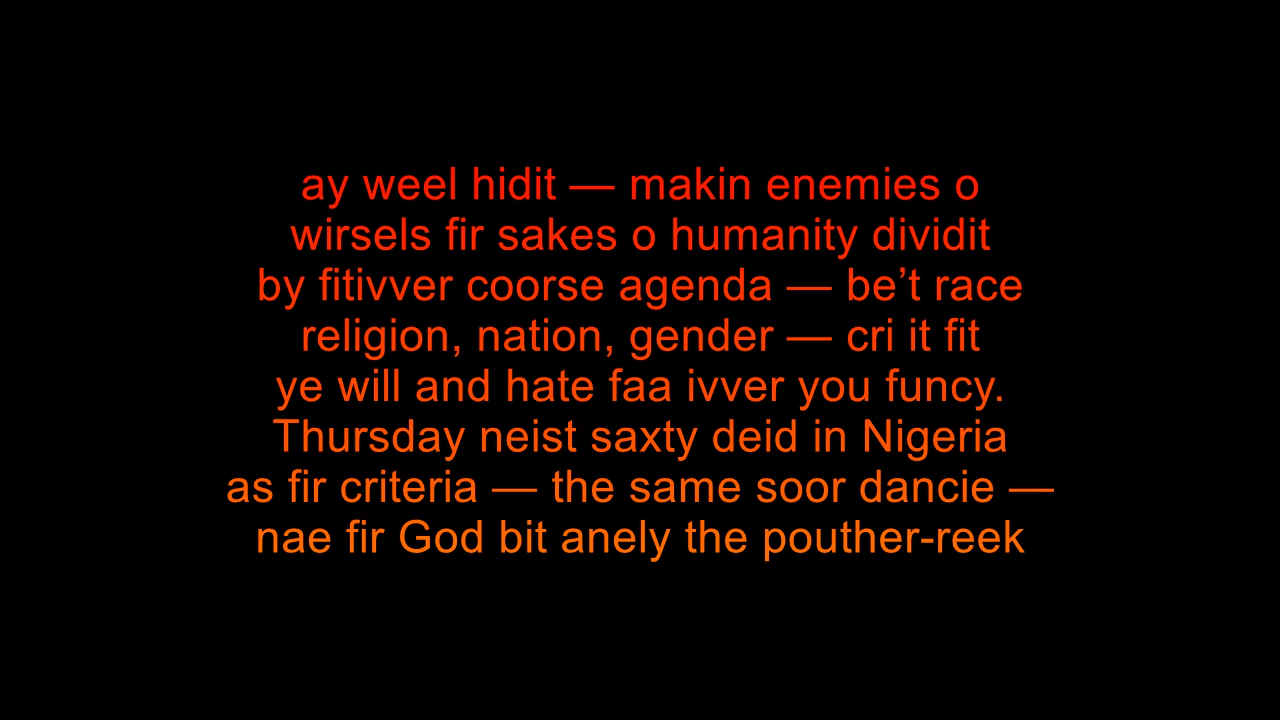 ay weel hidit — makin enemies o
wirsels fir sakes o humanity dividit
by fitivver coorse agenda — be’t race
religion, nation, gender — cri it fit
ye will and hate faa ivver you funcy.
Thursday neist saxty deid in Nigeria
as fir criteria — the same soor dancie —
nae fir God bit anely the pouther-reek